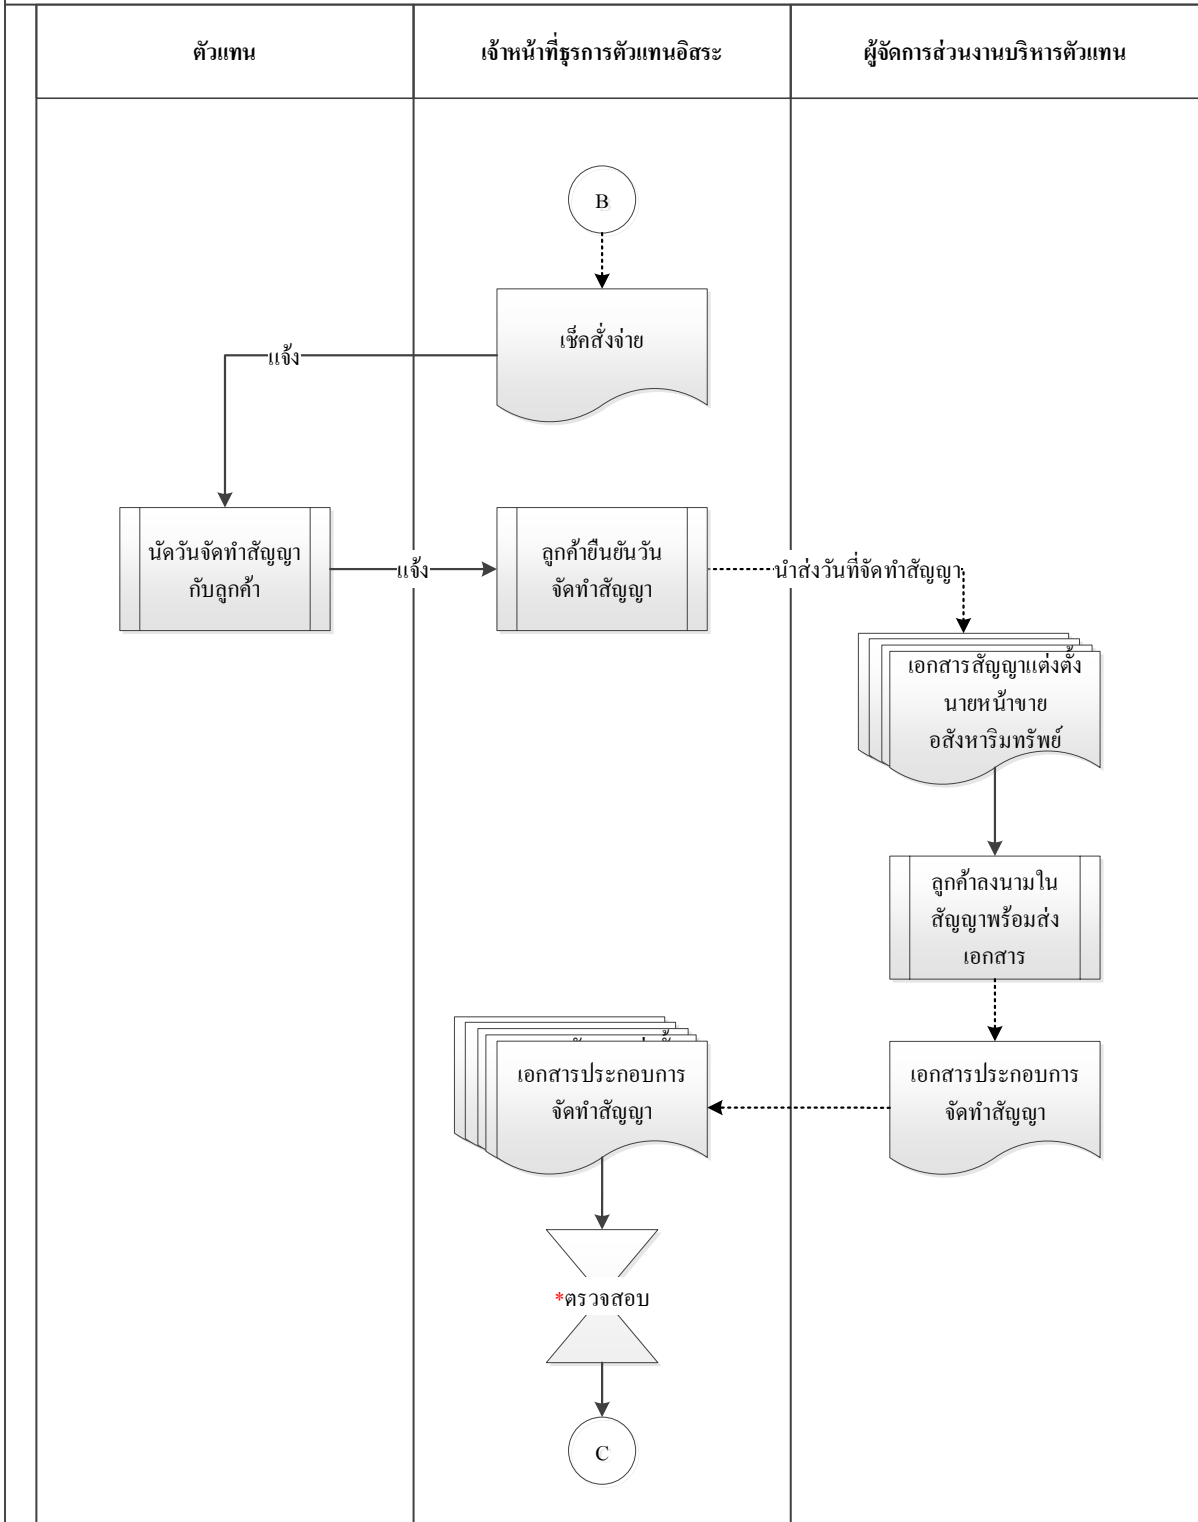 ตัวแทน
เจ้าหน้าที่ธุรการตัวแทนอิสระ
ผู้จัดการส่วนงานบริหารตัวแทน
B
เช็คสั่งจ่าย
แจ้ง
นัดวันจัดทำสัญญา
กับลูกค้า
แจ้ง
ลูกค้ายืนยันวัน
จัดทำสัญญา
นำส่งวันที่จัดทำสัญญา
เอกสารสัญญาแต่งตั้ง
นายหน้าขาย
อสังหาริมทรัพย์
ลูกค้าลงนามใน
สัญญาพร้อมส่ง
เอกสาร
เอกสารประกอบการ
จัดทำสัญญา
เอกสารประกอบการ
จัดทำสัญญา
*ตรวจสอบ
C